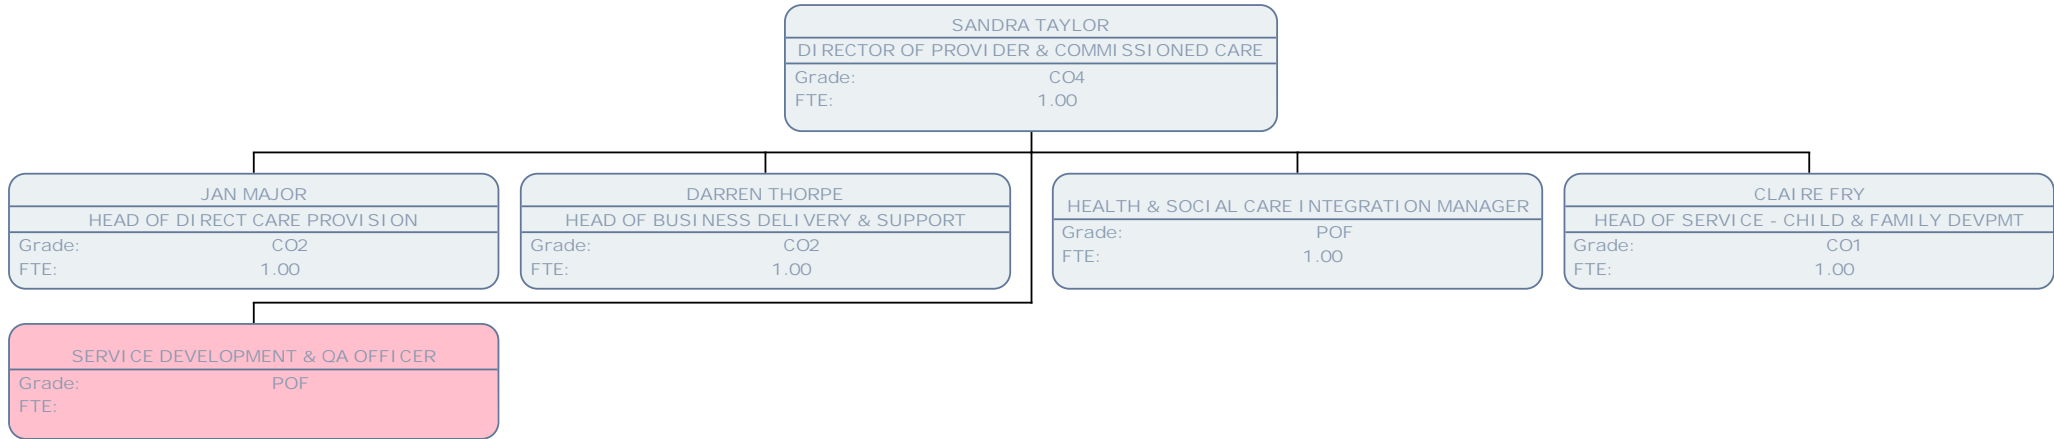 SANDRA TAYLOR
DIRECTOR OF PROVIDER & COMMISSIONED CARE
Grade: CO4
FTE: 1.00
JAN MAJOR
HEAD OF DIRECT CARE PROVISION
Grade: CO2
FTE: 1.00
DARREN THORPE
HEAD OF BUSINESS DELIVERY & SUPPORT
Grade: CO2
FTE: 1.00
HEALTH & SOCIAL CARE INTEGRATION MANAGER
Grade: POF
FTE: 1.00
CLAIRE FRY
HEAD OF SERVICE - CHILD & FAMILY DEVPMT
Grade: CO1
FTE: 1.00
SERVICE DEVELOPMENT & QA OFFICER
Grade: POF
FTE: